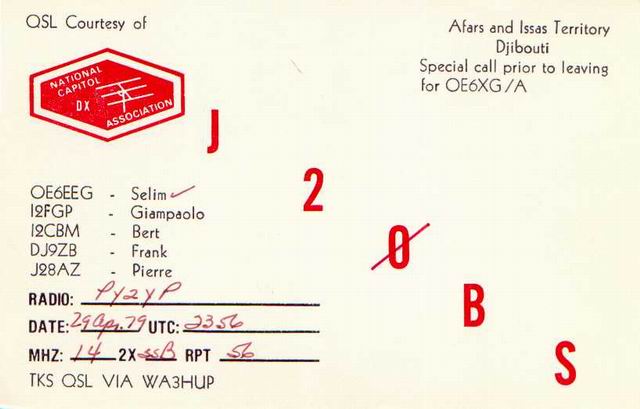 QSL Courtesy of
NATIONAL
CAPITOL
DX
ASSOCIATION
Afars and Issas Territory
Djibouti
Special call prior to leaving
for OE6XG/A
J
2
0
B
S
OE6EEG - Selim
I2FGP - Giampaolo
I2CBM - Bert
DJ9ZB - Frank
J28AZ - Pierre
RADIO: PY2YP
DATE: 29 Apr. 79 UTC: 2356
MHZ: 14 2X SSB RPT 56
TKS QSL VIA WA3HUP